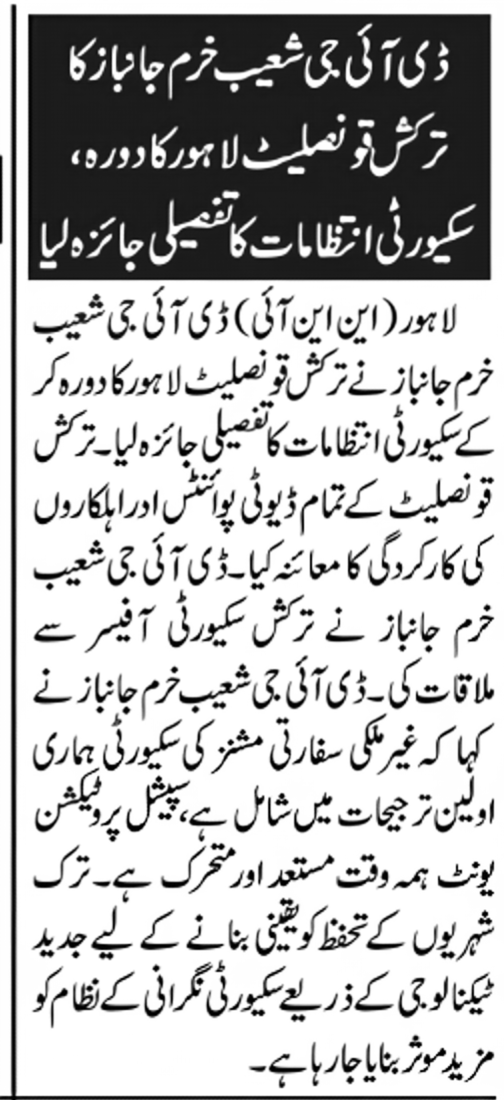 ڈی آئی جی شعیب خرم جانباز کا
ترکش قونصلیٹ لاہور کا دورہ،
سکیورٹی انتظامات کا تفصیلی جائزہ لیا
لاہور (این این آئی) ڈی آئی جی شعیب
خرم جانباز نے ترکش قونصلیٹ لاہور کا دورہ کر
کے سکیورٹی انتظامات کا تفصیلی جائزہ لیا۔ ترکش
قونصلیٹ کے تمام ڈیوٹی پوائنٹس اور اہلکاروں
کی کارکردگی کا معائنہ کیا۔ ڈی آئی جی شعیب
خرم جانباز نے ترکش سکیورٹی آفیسر سے
ملاقات کی۔ ڈی آئی جی شعیب خرم جانباز نے
کہا کہ غیر ملکی سفارتی مشنز کی سکیورٹی ہماری
اولین ترجیحات میں شامل ہے، سپیشل پروٹیکشن
یونٹ ہمہ وقت مستعد اور متحرک ہے۔ ترک
شہریوں کے تحفظ کو یقینی بنانے کے لیے جدید
ٹیکنالوجی کے ذریعے سکیورٹی نگرانی کے نظام کو
مزید موثر بنایا جا رہا ہے۔